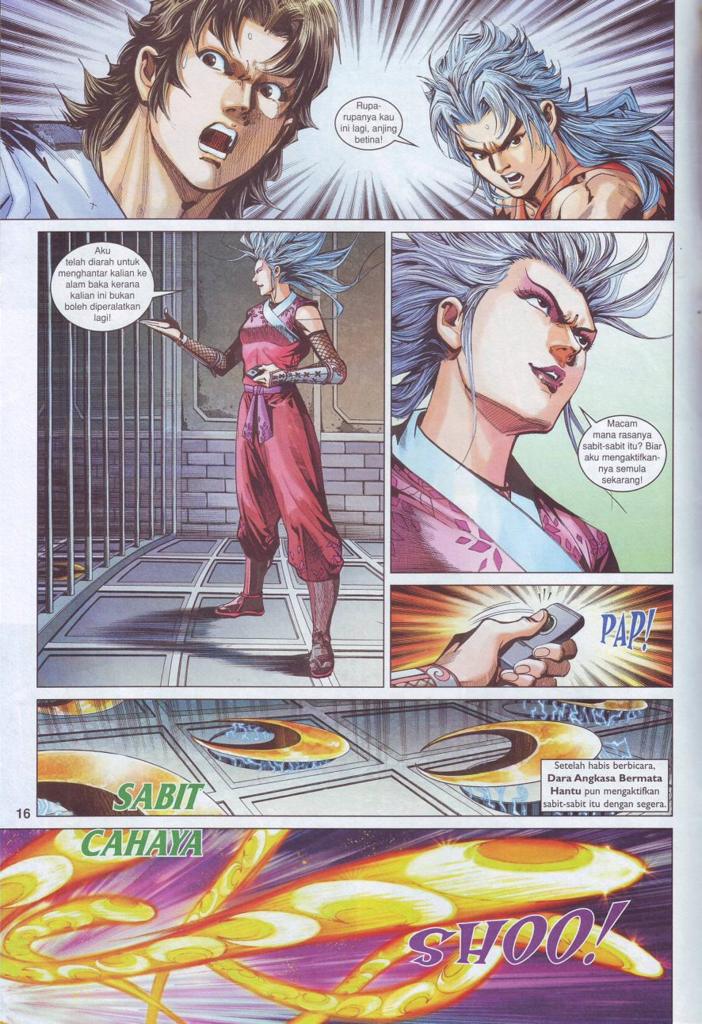 Rupa-
rupanya kau
ini lagi, anjing
betina!
Aku
telah diarah untuk
menghantar kalian ke
alam baka kerana
kalian ini bukan
boleh diperalatkan
lagi!
Macam
mana rasanya
sabit-sabit itu? Biar
aku mengaktifkan-
nya semula
sekarang!
PAP!
Setelah habis berbicara,
Dara Angkasa Bermata
Hantu pun mengaktifkan
sabit-sabit itu dengan segera.
16
SABIT
CAHAYA
SHOO!